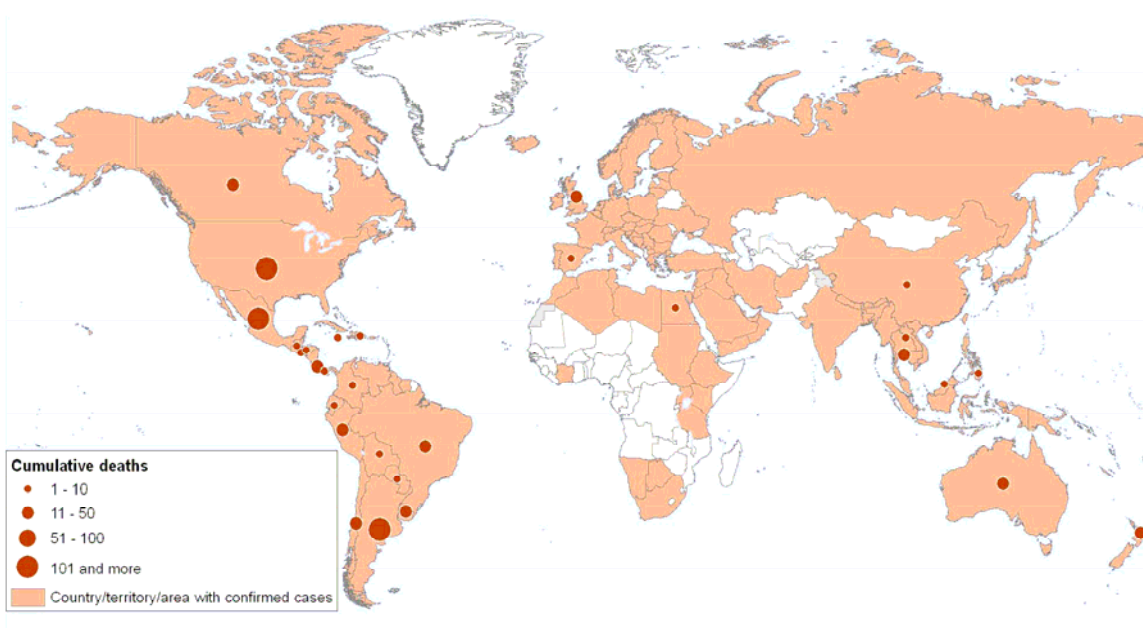 Cumulative deaths
1 - 10
11 - 50
51 - 100
101 and more
Country/territory/area with confirmed cases